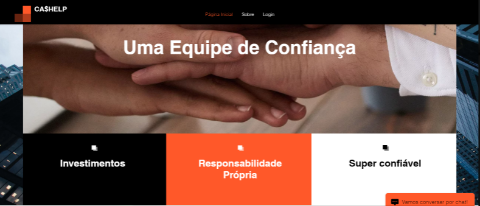 CA$HELP
Página Inicial Sobre Login
Uma Equipe de Confiança
Investimentos
Responsabilidade
Própria
Super confiável
Vamos conversar por chat!